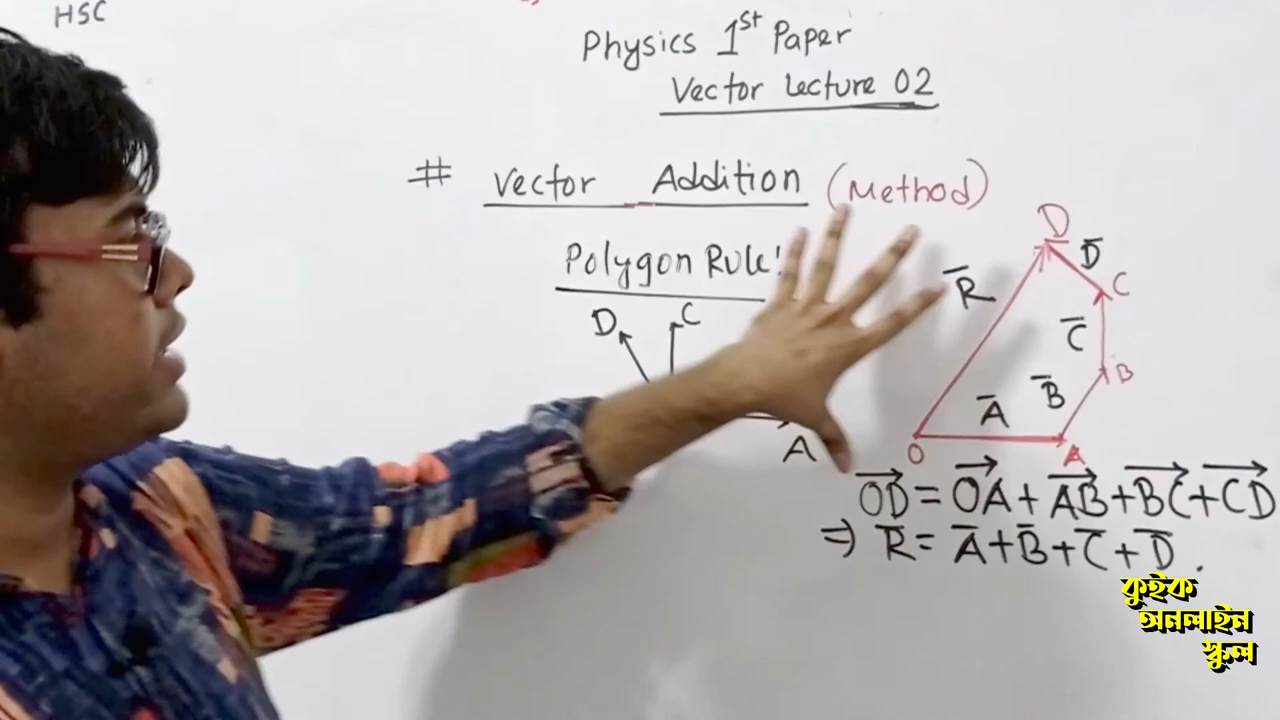 HSC
Physics 1st Paper
Vector Lecture 02
# Vector Addition (Method)
Polygon Rule:
D C
A
D
D̅
R̅
C
C̅
B
B̅
A̅
O A
OD⃗ = OA⃗ + AB⃗ + BC⃗ + CD⃗
⇒ R̅ = A̅ + B̅ + C̅ + D̅ .
কুইক
অনলাইন
স্কুল